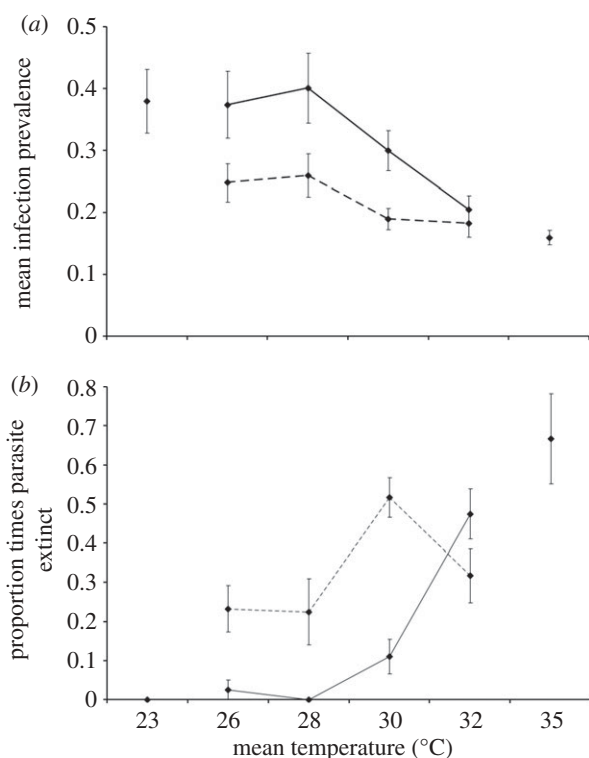 (a)
0.5
0.4
0.3
0.2
0.1
0
mean infection prevalence
(b)
0.8
0.7
0.6
0.5
0.4
0.3
0.2
0.1
0
proportion times parasite
extinct
23 26 28 30 32 35
mean temperature (°C)